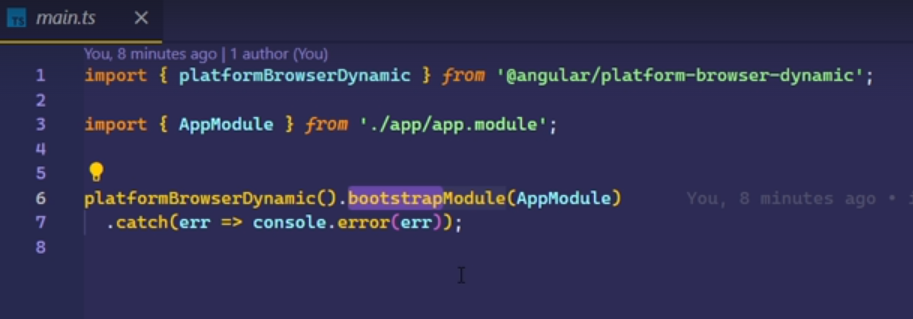 TS main.ts
You, 8 minutes ago | 1 author (You)
1 import { platformBrowserDynamic } from '@angular/platform-browser-dynamic';
2
3 import { AppModule } from './app/app.module';
4
5
6 platformBrowserDynamic().bootstrapModule(AppModule) You, 8 minutes ago •
7 .catch(err => console.error(err));
8